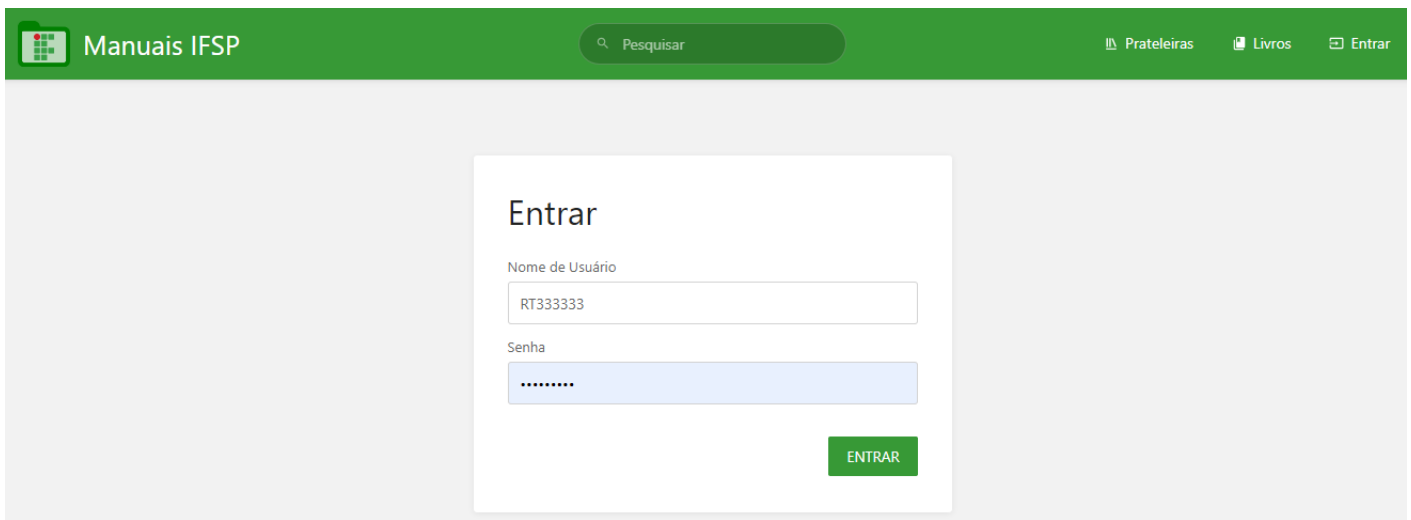 Manuais IFSP
Pesquisar
Prateleiras
Livros
Entrar
Entrar
Nome de Usuário
RT333333
Senha
•••••••••
ENTRAR